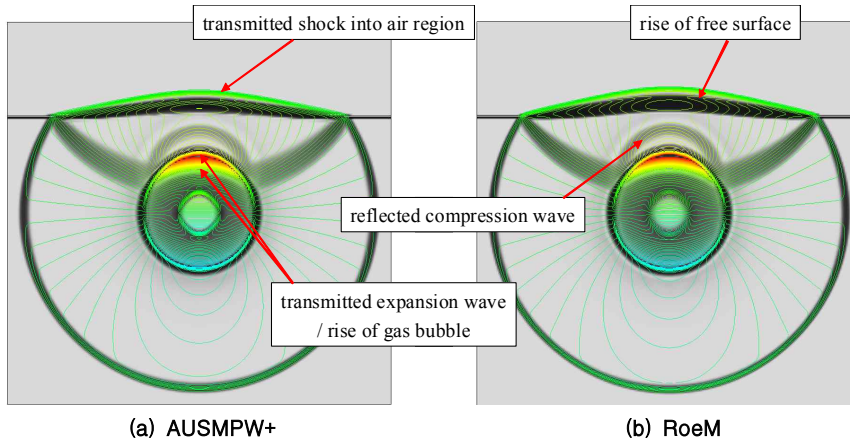 transmitted shock into air region
rise of free surface
reflected compression wave
transmitted expansion wave
/ rise of gas bubble
(a) AUSMPW+
(b) RoeM